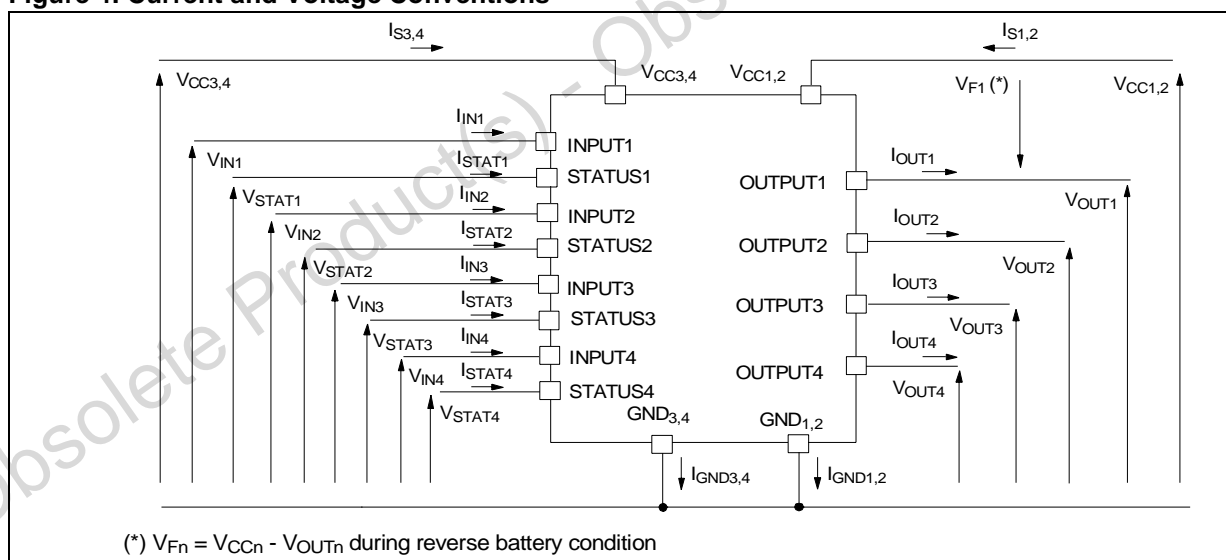 Figure 4. Current and Voltage Conventions
IS3,4
IS1,2
VCC3,4
VCC3,4
VCC1,2
VF1 (*)
VCC1,2
IIN1
INPUT1
VIN1
ISTAT1
STATUS1
OUTPUT1
IOUT1
VSTAT1
IIN2
INPUT2
VOUT1
VIN2
ISTAT2
STATUS2
OUTPUT2
IOUT2
VSTAT2
IIN3
INPUT3
VOUT2
VIN3
ISTAT3
STATUS3
OUTPUT3
IOUT3
VSTAT3
IIN4
INPUT4
VOUT3
VIN4
ISTAT4
STATUS4
OUTPUT4
IOUT4
VSTAT4
VOUT4
GND3,4
GND1,2
IGND3,4
IGND1,2
(*) VFn = VCCn - VOUTn during reverse battery condition
Obsolete Product(s) - Obs